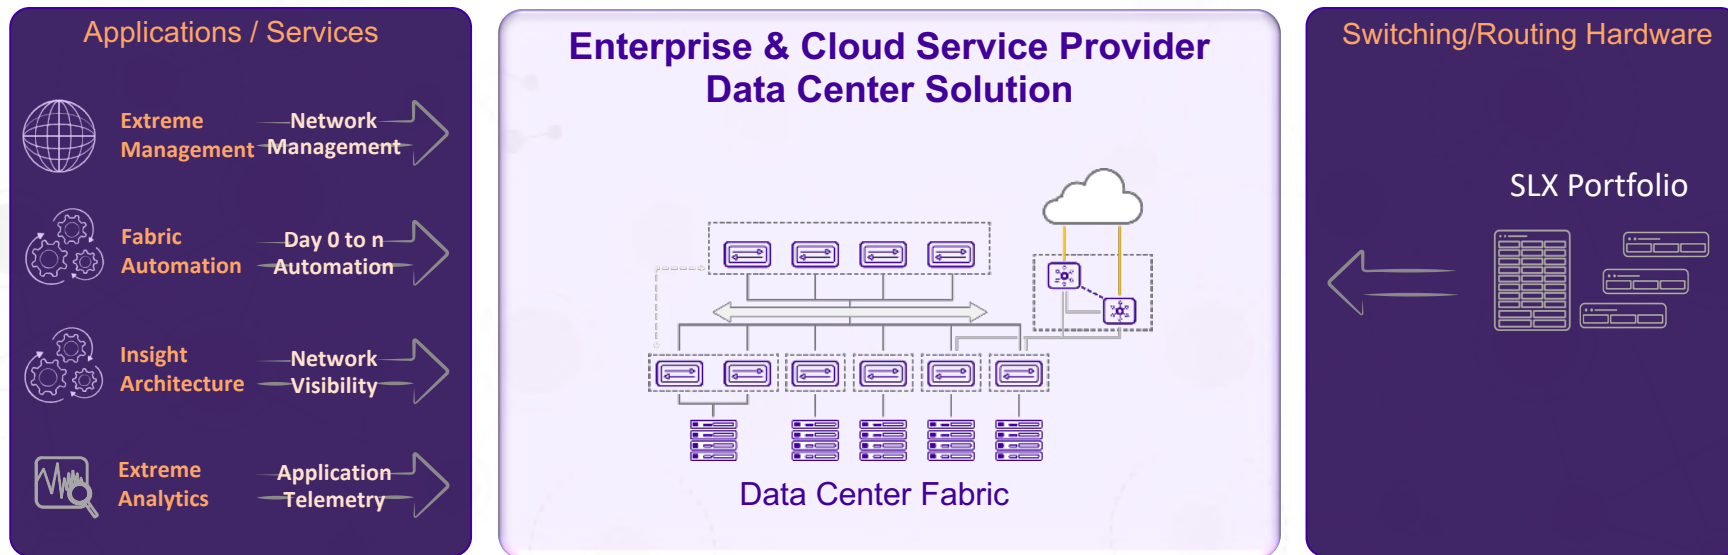 Applications / Services
Extreme
Management
Network
Management
Fabric
Automation
Day 0 to n
Automation
Insight
Architecture
Network
Visibility
Extreme
Analytics
Application
Telemetry
Enterprise & Cloud Service Provider
Data Center Solution
Data Center Fabric
Switching/Routing Hardware
SLX Portfolio